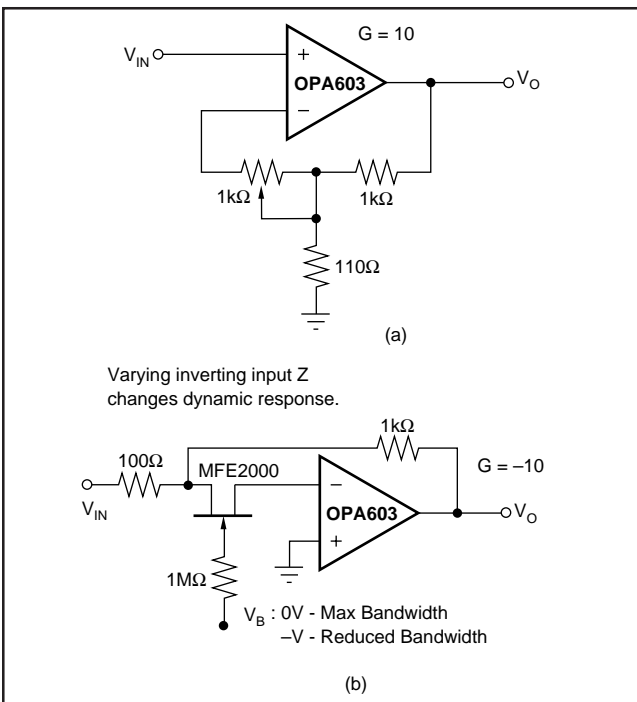 G = 10
V_IN
+
OPA603
–
V_O
1kΩ
1kΩ
110Ω
(a)
Varying inverting input Z
changes dynamic response.
1kΩ
100Ω
MFE2000
G = –10
V_IN
–
OPA603
+
V_O
1MΩ
V_B : 0V - Max Bandwidth
–V - Reduced Bandwidth
(b)